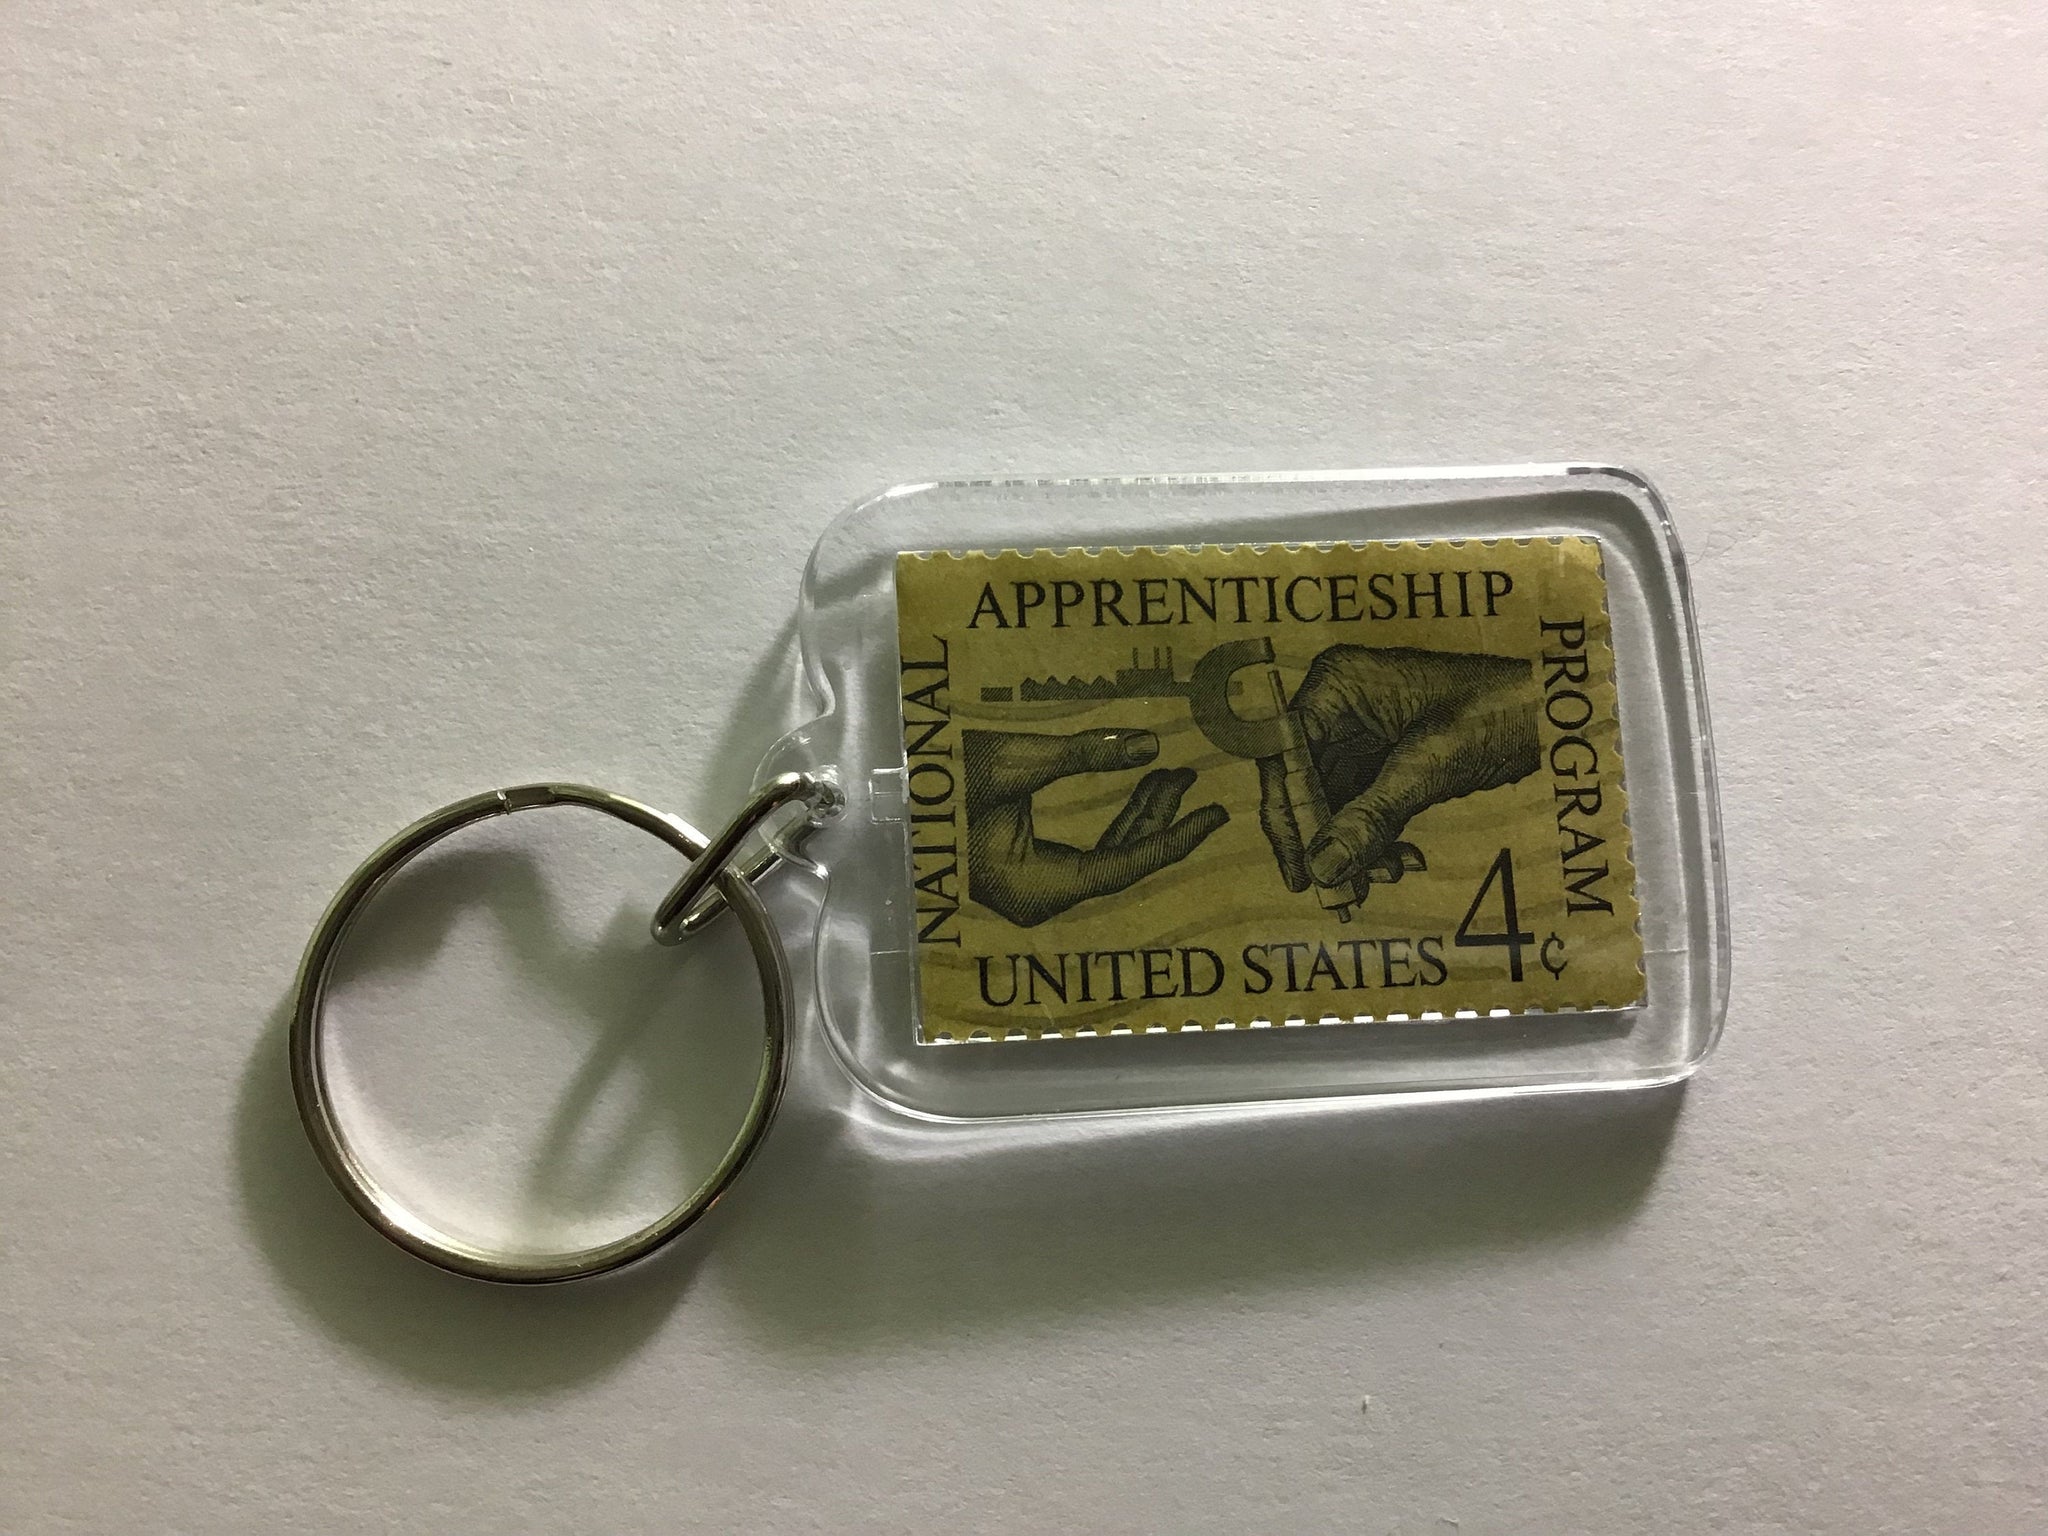 NATIONAL
APPRENTICESHIP
PROGRAM
UNITED STATES 4¢